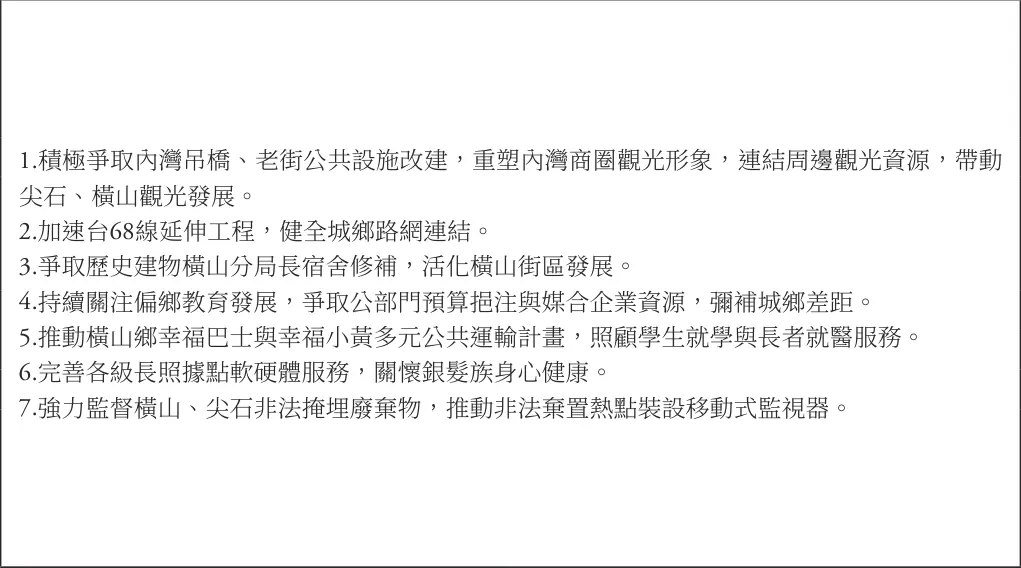 1.積極爭取內灣吊橋、老街公共設施改建，重塑內灣商圈觀光形象，連結周邊觀光資源，帶動
尖石、橫山觀光發展。
2.加速台68線延伸工程，健全城鄉路網連結。
3.爭取歷史建物橫山分局長宿舍修補，活化橫山街區發展。
4.持續關注偏鄉教育發展，爭取公部門預算挹注與媒合企業資源，彌補城鄉差距。
5.推動橫山鄉幸福巴士與幸福小黃多元公共運輸計畫，照顧學生就學與長者就醫服務。
6.完善各級長照據點軟硬體服務，關懷銀髮族身心健康。
7.強力監督橫山、尖石非法掩埋廢棄物，推動非法棄置熱點裝設移動式監視器。